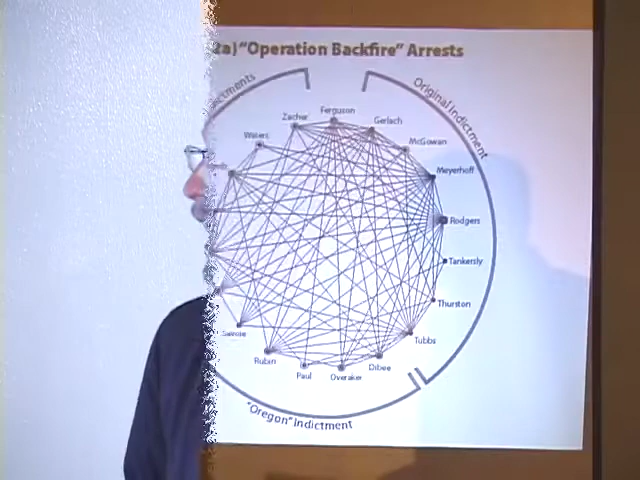 2a) "Operation Backfire" Arrests
Original Indictment
Ferguson
Zacher
Gerlach
Waters
McGowan
Meyerhoff
Rodgers
Tankersly
Thurston
Savoie
Tubbs
Rubin
Dibee
Paul
Overaker
"Oregon" Indictment